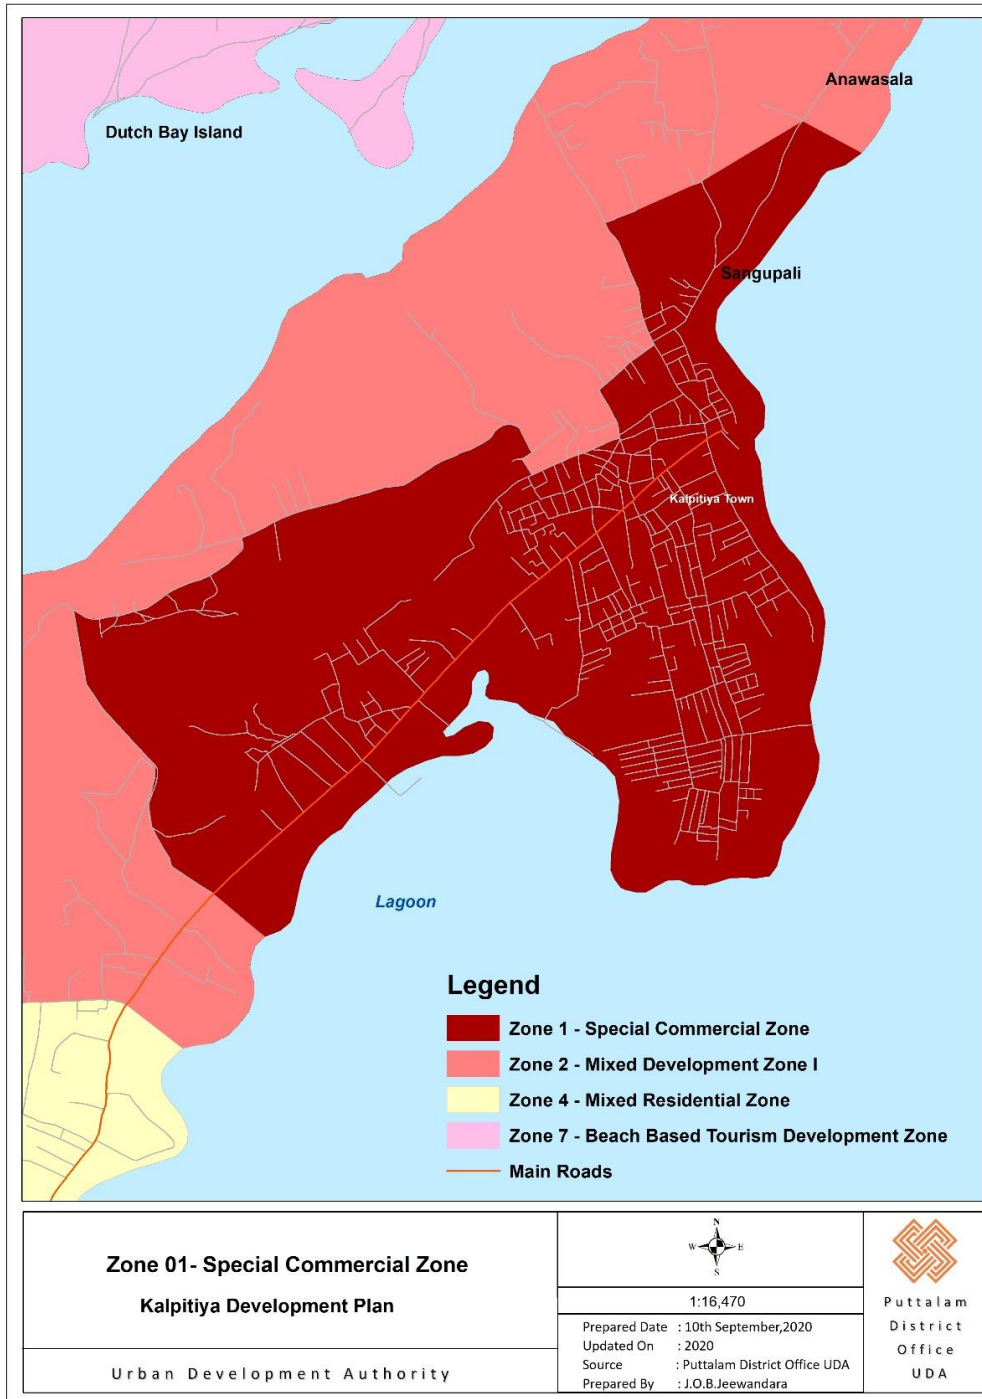 Anawasala
Dutch Bay Island
Sangupali
Kalpitiya Town
Lagoon
Legend
Zone 1 - Special Commercial Zone
Zone 2 - Mixed Development Zone I
Zone 4 - Mixed Residential Zone
Zone 7 - Beach Based Tourism Development Zone
Main Roads
Zone 01- Special Commercial Zone
Kalpitiya Development Plan
Urban Development Authority
N
W E
S
1:16,470
Prepared Date : 10th September,2020
Updated On : 2020
Source : Puttalam District Office UDA
Prepared By : J.O.B.Jeewandara
Puttalam
District
Office
UDA